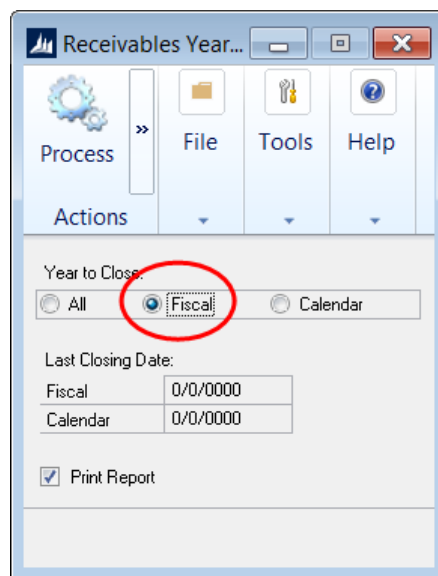 Receivables Year...
Process
»
File
Tools
Help
Actions
Year to Close:
All
Fiscal
Calendar
Last Closing Date:
Fiscal 0/0/0000
Calendar 0/0/0000
Print Report